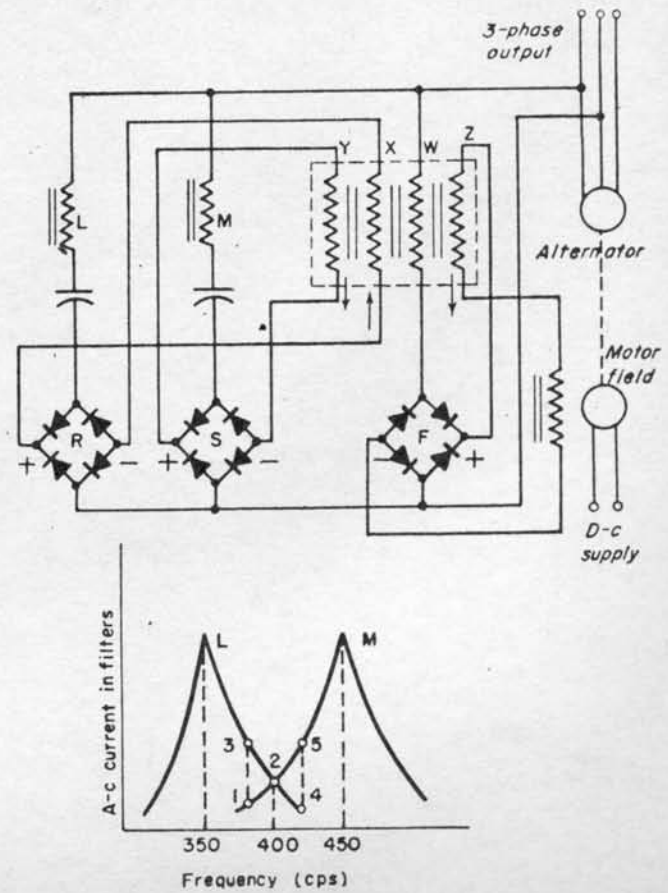 3-phase
output
Y X W Z
L
M
Alternator
Motor
field
R
S
F
+ -
+ -
- +
D-c
supply
A-c current in filters
L M
3 5
2
1 4
350 400 450
Frequency (cps)